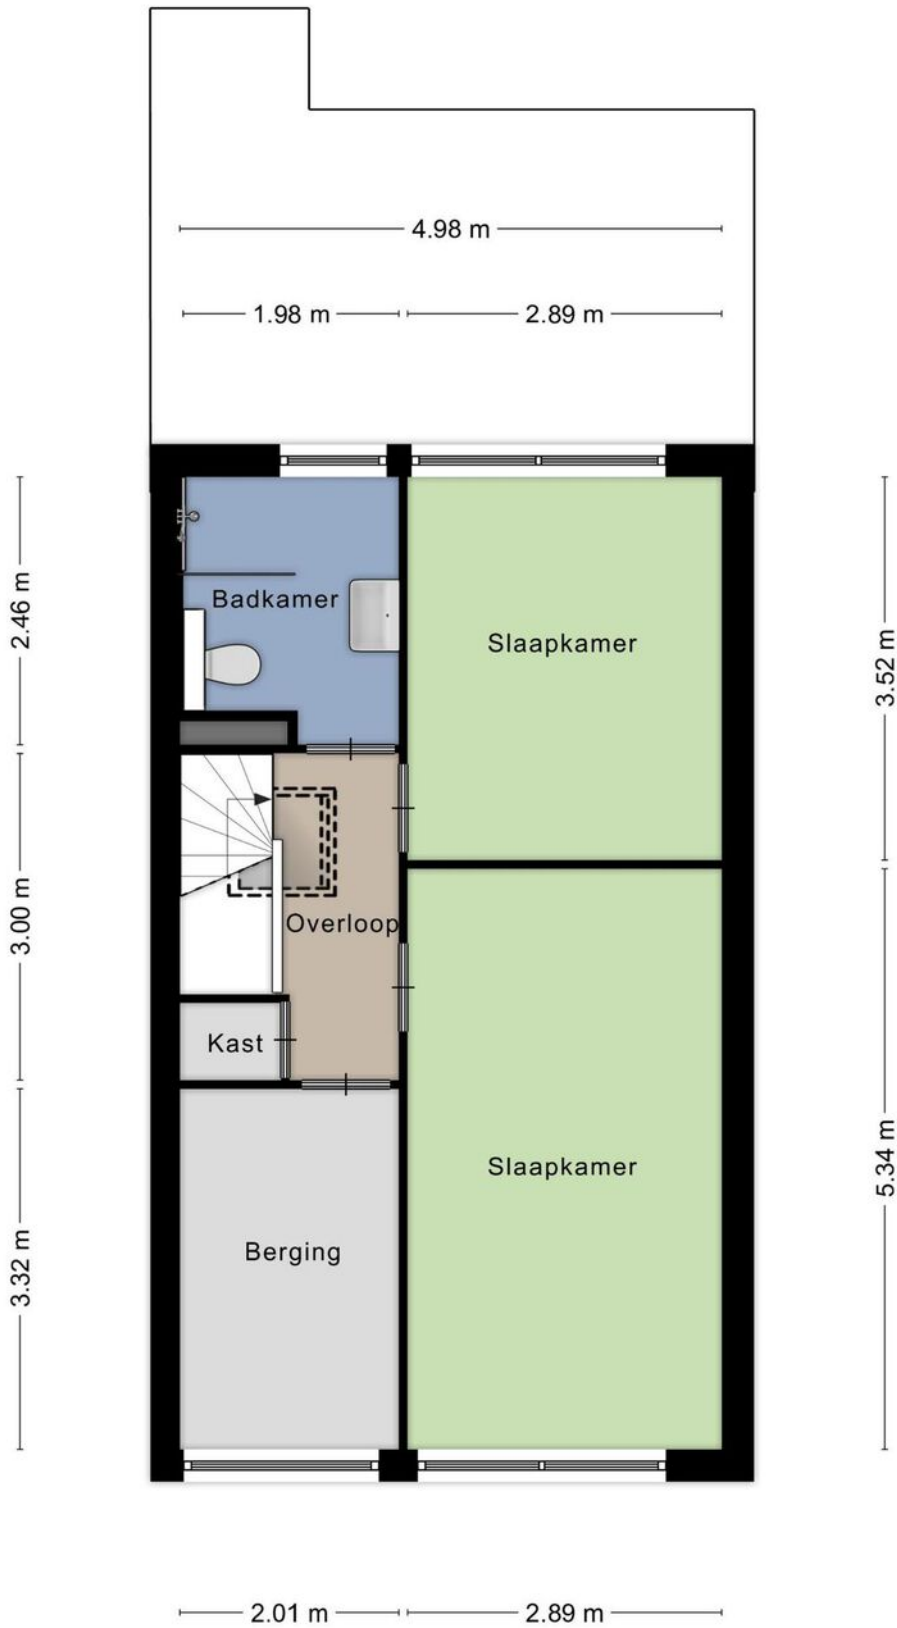 4.98 m
1.98 m
2.89 m
2.46 m
Badkamer
Slaapkamer
3.52 m
3.00 m
Overloop
Kast
Slaapkamer
5.34 m
Berging
3.32 m
2.01 m
2.89 m